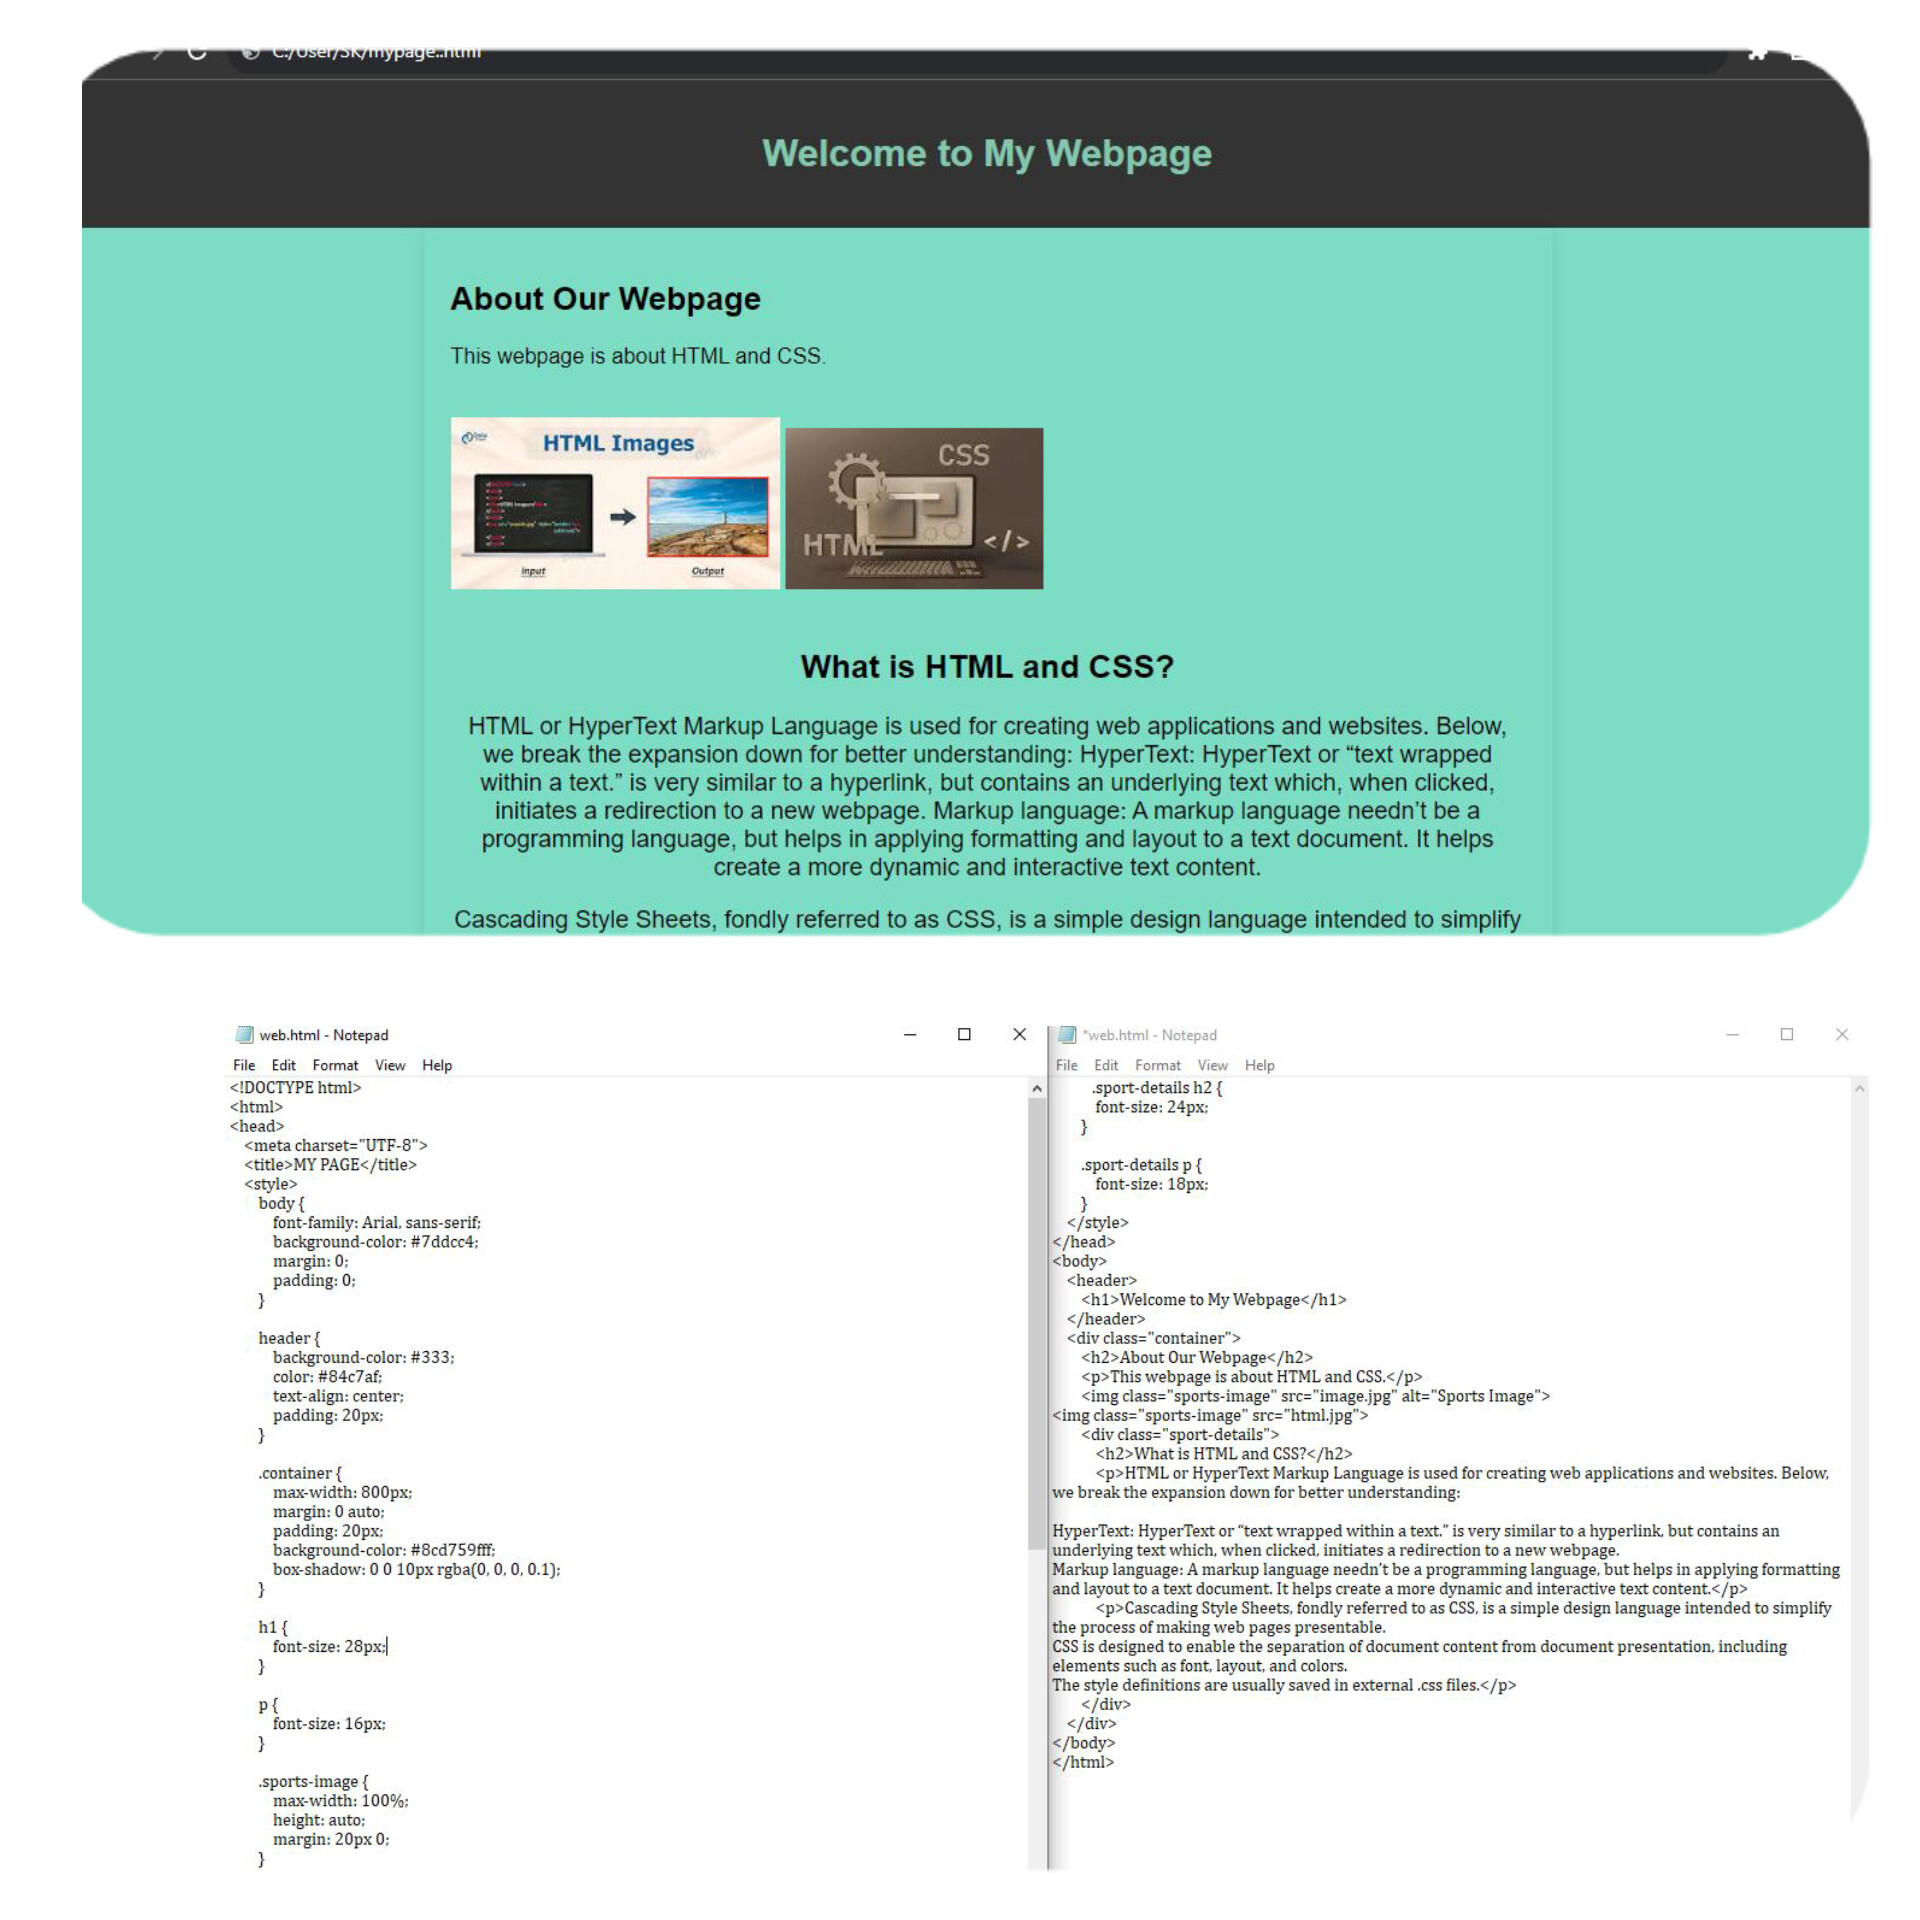 C:/User/SK/mypage..html
Welcome to My Webpage
About Our Webpage
This webpage is about HTML and CSS.
HTML Images
Input
Output
CSS
HTML
</>
What is HTML and CSS?
HTML or HyperText Markup Language is used for creating web applications and websites. Below,
we break the expansion down for better understanding: HyperText: HyperText or “text wrapped
within a text.” is very similar to a hyperlink, but contains an underlying text which, when clicked,
initiates a redirection to a new webpage. Markup language: A markup language needn’t be a
programming language, but helps in applying formatting and layout to a text document. It helps
create a more dynamic and interactive text content.
Cascading Style Sheets, fondly referred to as CSS, is a simple design language intended to simplify
web.html - Notepad
File Edit Format View Help
<!DOCTYPE html>
<html>
<head>
<meta charset="UTF-8">
<title>MY PAGE</title>
<style>
body {
font-family: Arial, sans-serif;
background-color: #7ddcc4;
margin: 0;
padding: 0;
}
header {
background-color: #333;
color: #84c7af;
text-align: center;
padding: 20px;
}
.container {
max-width: 800px;
margin: 0 auto;
padding: 20px;
background-color: #8cd759fff;
box-shadow: 0 0 10px rgba(0, 0, 0, 0.1);
}
h1 {
font-size: 28px;
}
p {
font-size: 16px;
}
.sports-image {
max-width: 100%;
height: auto;
margin: 20px 0;
}
*web.html - Notepad
File Edit Format View Help
.sport-details h2 {
font-size: 24px;
}
.sport-details p {
font-size: 18px;
}
</style>
</head>
<body>
<header>
<h1>Welcome to My Webpage</h1>
</header>
<div class="container">
<h2>About Our Webpage</h2>
<p>This webpage is about HTML and CSS.</p>
<img class="sports-image" src="image.jpg" alt="Sports Image">
<img class="sports-image" src="html.jpg">
<div class="sport-details">
<h2>What is HTML and CSS?</h2>
<p>HTML or HyperText Markup Language is used for creating web applications and websites. Below,
we break the expansion down for better understanding:
HyperText: HyperText or “text wrapped within a text.” is very similar to a hyperlink, but contains an
underlying text which, when clicked, initiates a redirection to a new webpage.
Markup language: A markup language needn’t be a programming language, but helps in applying formatting
and layout to a text document. It helps create a more dynamic and interactive text content.</p>
<p>Cascading Style Sheets, fondly referred to as CSS, is a simple design language intended to simplify
the process of making web pages presentable.
CSS is designed to enable the separation of document content from document presentation, including
elements such as font, layout, and colors.
The style definitions are usually saved in external .css files.</p>
</div>
</div>
</body>
</html>